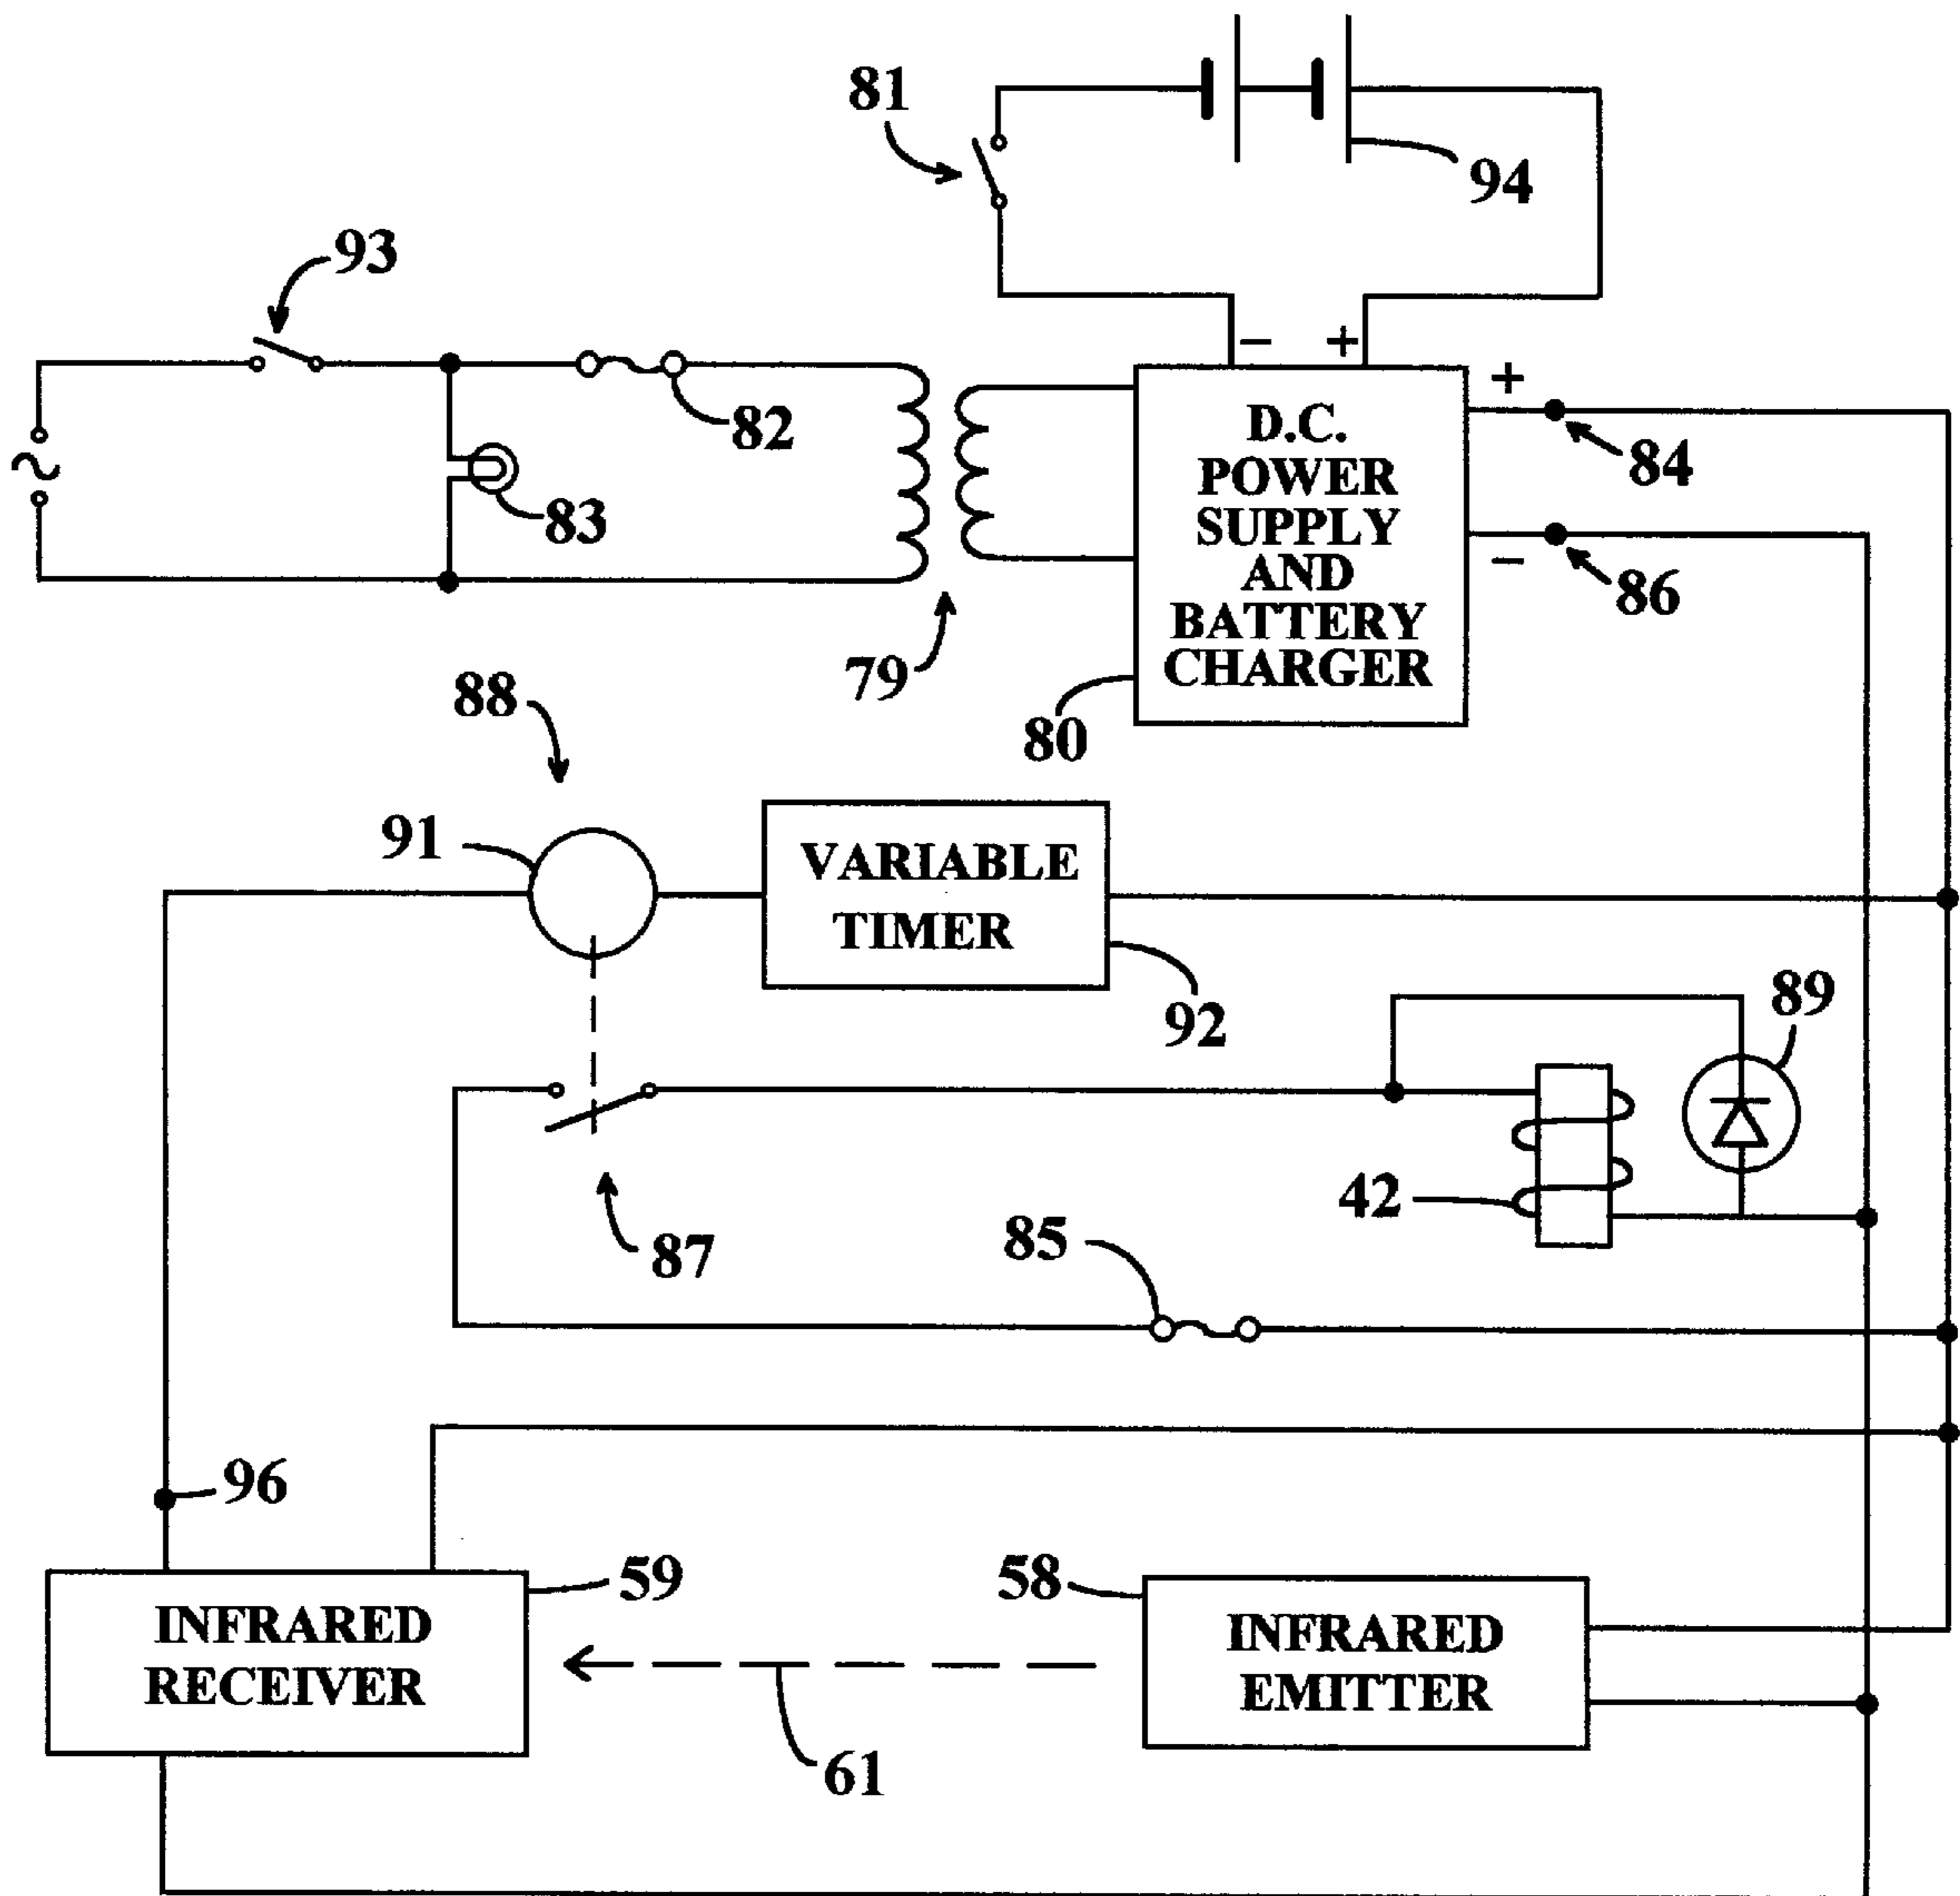 81
94
93
82
83
− +
+
84
−
86
D.C.
POWER
SUPPLY
AND
BATTERY
CHARGER
79
80
88
91
VARIABLE
TIMER
92
89
42
87
85
96
59
58
INFRARED
RECEIVER
INFRARED
EMITTER
61